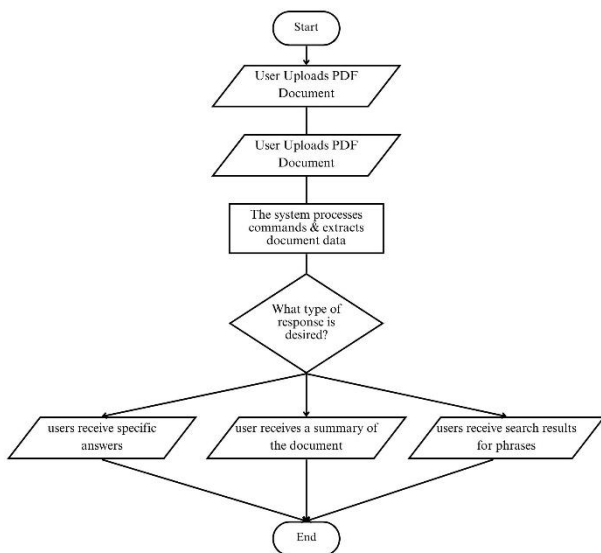 Start
User Uploads PDF
Document
User Uploads PDF
Document
The system processes
commands & extracts
document data
What type of
response is
desired?
users receive specific
answers
user receives a summary of
the document
users receive search results
for phrases
End